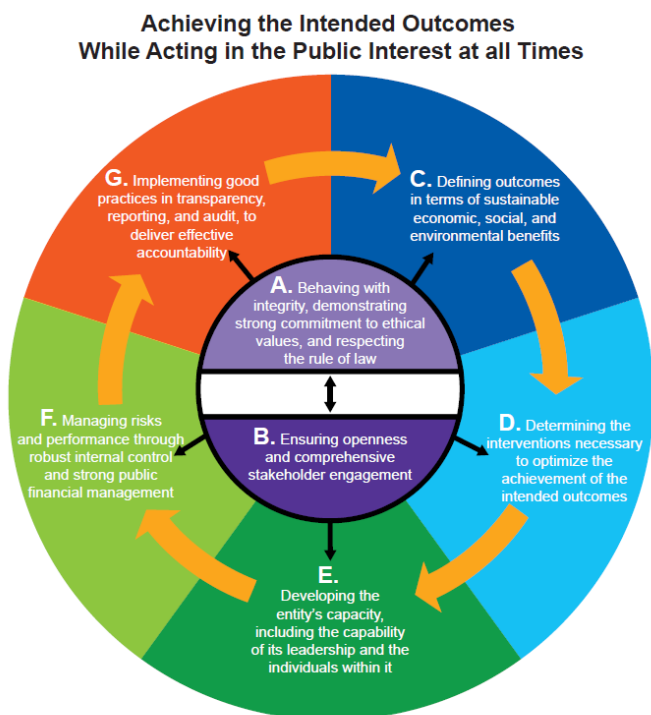 Achieving the Intended Outcomes
While Acting in the Public Interest at all Times
G. Implementing good
practices in transparency,
reporting, and audit, to
deliver effective
accountability
C. Defining outcomes
in terms of sustainable
economic, social, and
environmental benefits
A. Behaving with
integrity, demonstrating
strong commitment to ethical
values, and respecting
the rule of law
B. Ensuring openness
and comprehensive
stakeholder engagement
F. Managing risks
and performance through
robust internal control
and strong public
financial management
D. Determining the
interventions necessary
to optimize the
achievement of the
intended outcomes
E.
Developing the
entity's capacity,
including the capability
of its leadership and the
individuals within it